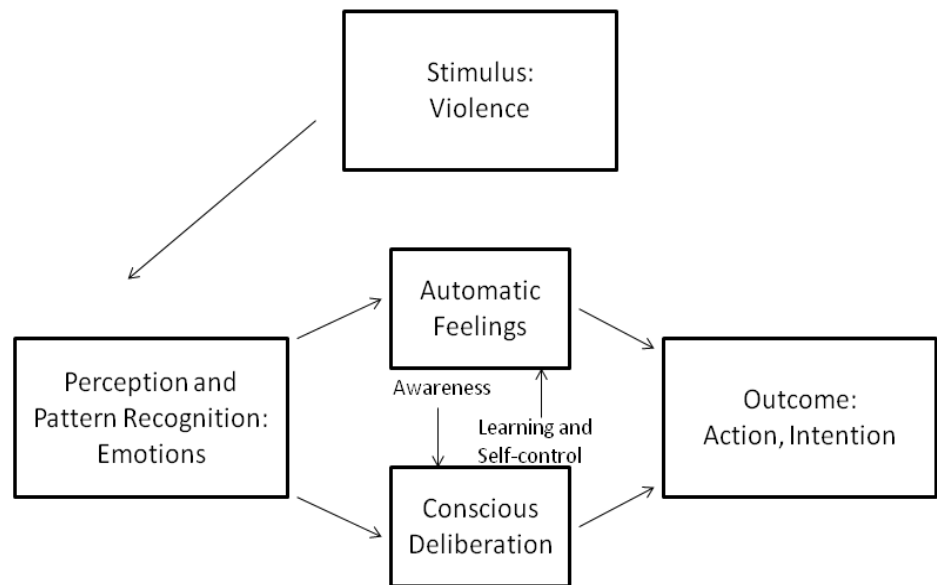 Stimulus:
Violence
Automatic
Feelings
Perception and
Pattern Recognition:
Emotions
Awareness
Learning and
Self-control
Conscious
Deliberation
Outcome:
Action, Intention